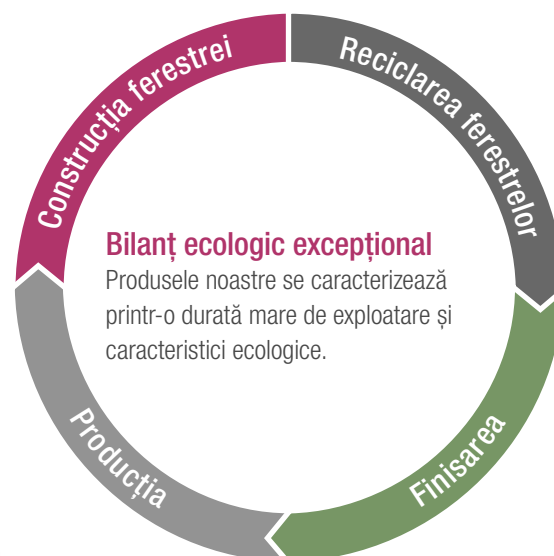 Construcția ferestrei
Reciclarea ferestrelor
Bilanț ecologic excepțional
Produsele noastre se caracterizează
printr-o durată mare de exploatare și
caracteristici ecologice.
Producția
Finisarea